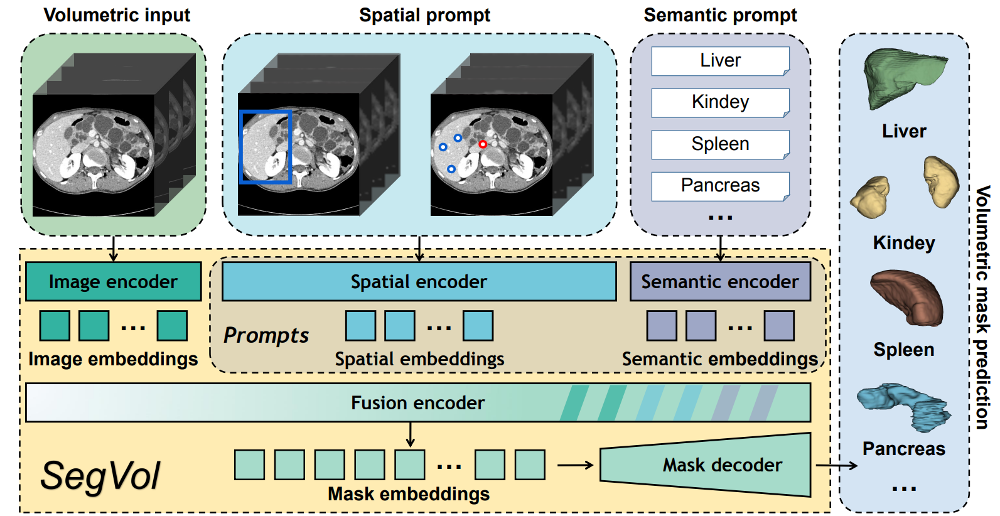 Volumetric input
Spatial prompt
Semantic prompt
Liver
Kindey
Spleen
Pancreas
...
Image encoder
Spatial encoder
Semantic encoder
...
...
...
Prompts
Image embeddings
Spatial embeddings
Semantic embeddings
Fusion encoder
SegVol
...
Mask embeddings
Mask decoder
Liver
Kindey
Spleen
Pancreas
...
Volumetric mask prediction